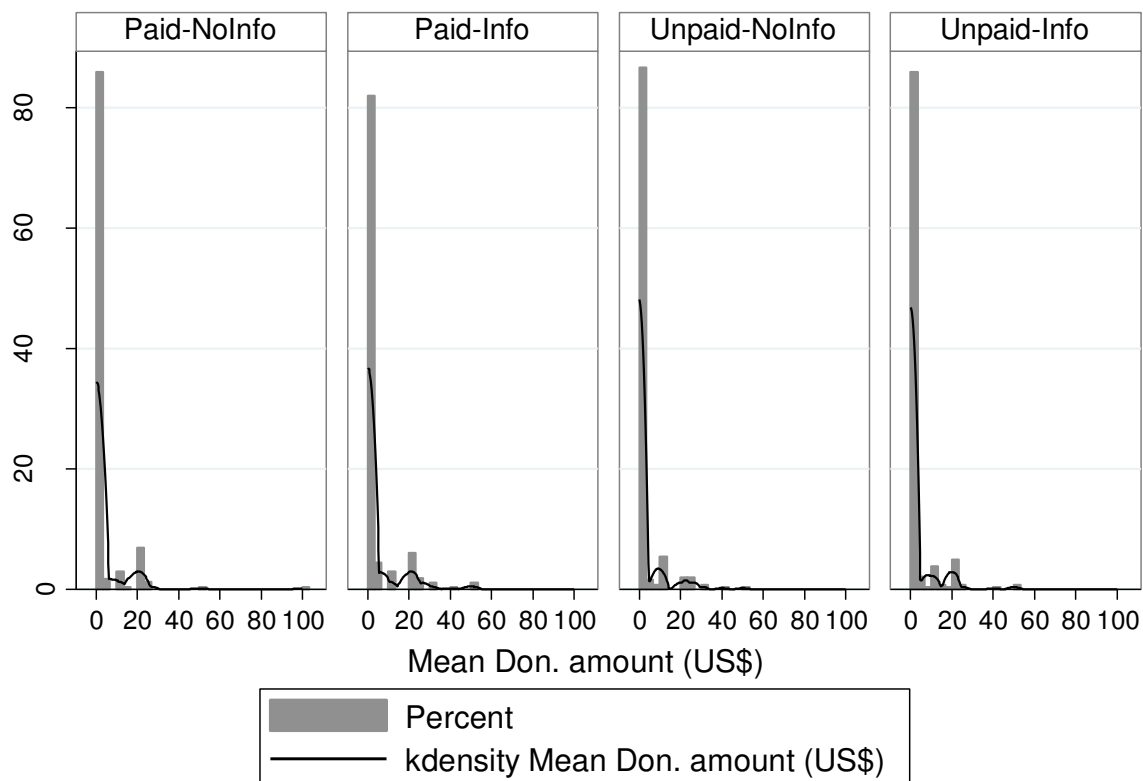 Paid-NoInfo Paid-Info Unpaid-NoInfo Unpaid-Info
80
60
40
20
0
0 20 40 60 80 100 0 20 40 60 80 100 0 20 40 60 80 100 0 20 40 60 80 100
Mean Don. amount (US$)
Percent
kdensity Mean Don. amount (US$)